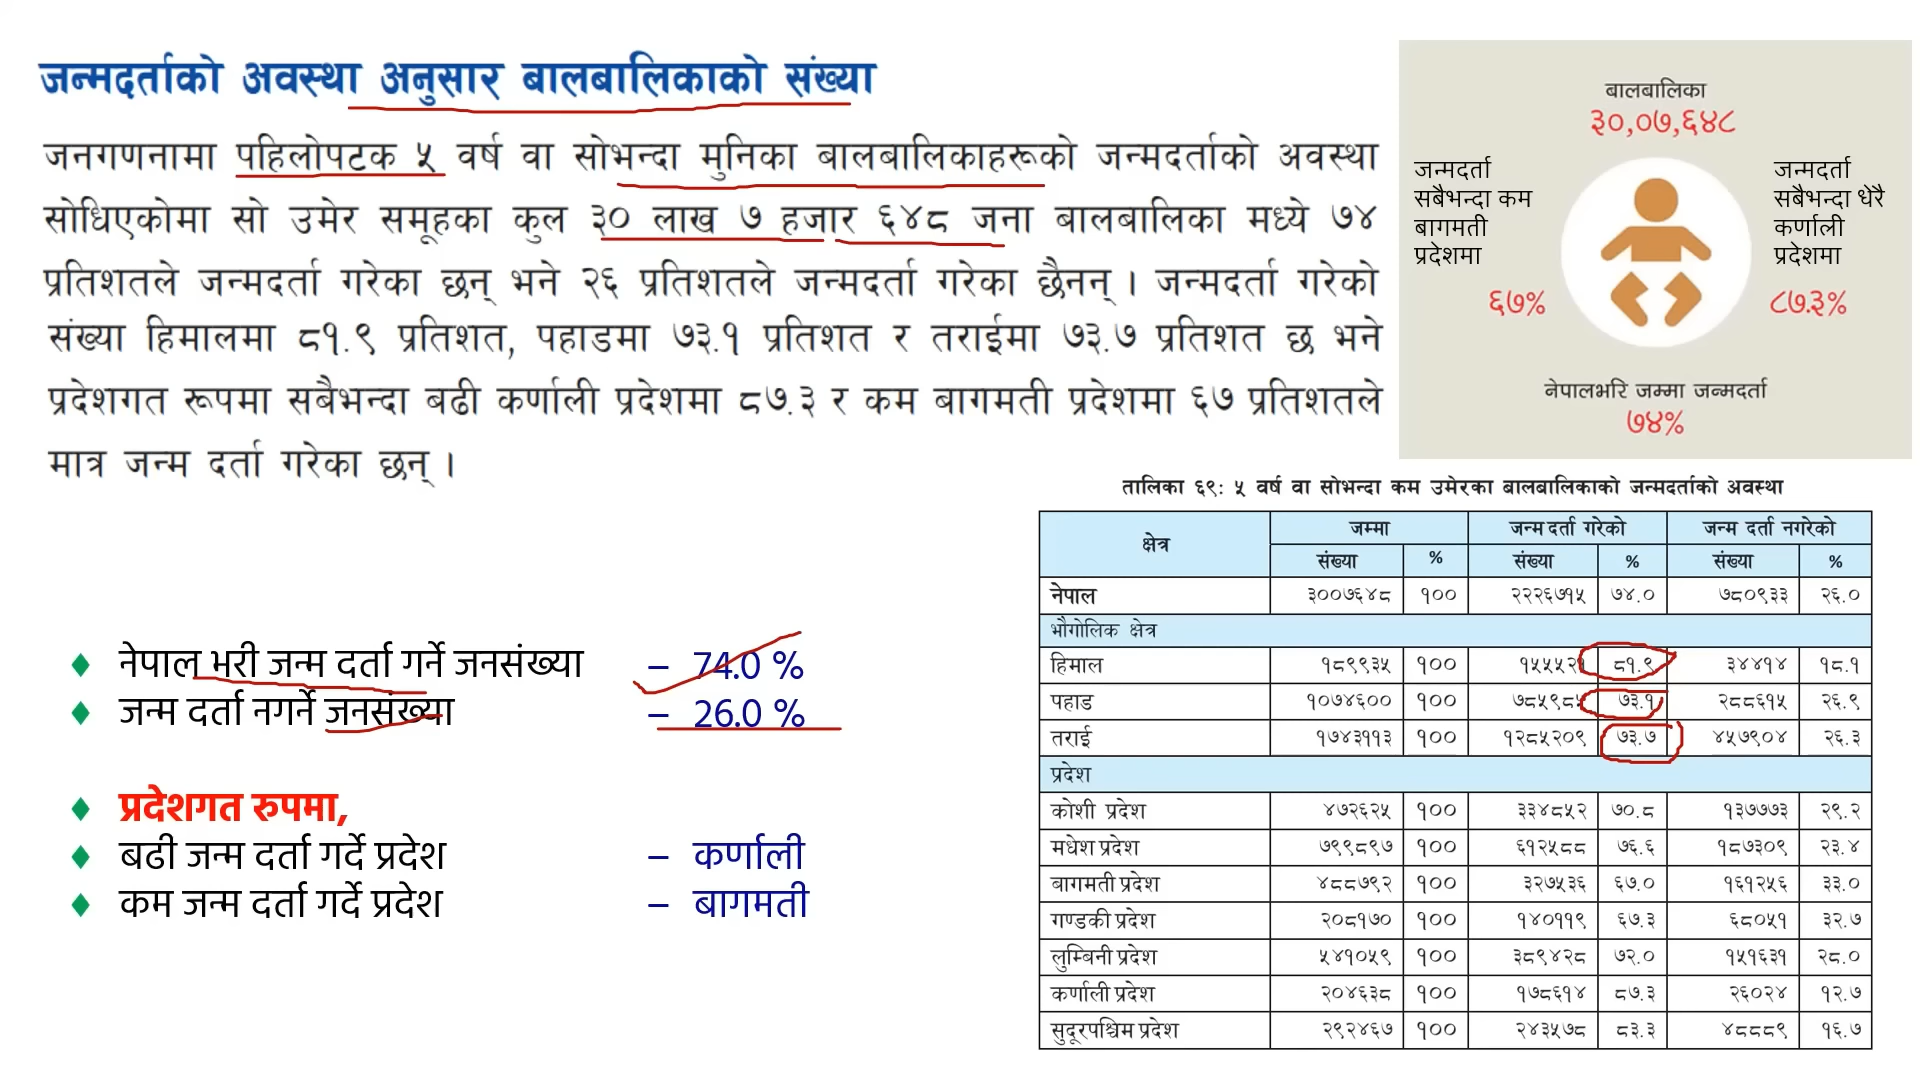 जन्मदर्ताको अवस्था अनुसार बालबालिकाको संख्या
जनगणनामा पहिलोपटक ५ वर्ष वा सोभन्दा मुनिका बालबालिकाहरूको जन्मदर्ताको अवस्था
सोधिएकोमा सो उमेर समूहका कुल ३० लाख ७ हजार ६४८ जना बालबालिका मध्ये ७४
प्रतिशतले जन्मदर्ता गरेका छन् भने २६ प्रतिशतले जन्मदर्ता गरेका छैनन् । जन्मदर्ता गरेको
संख्या हिमालमा ८१.९ प्रतिशत, पहाडमा ७३.१ प्रतिशत र तराईमा ७३.७ प्रतिशत छ भने
प्रदेशगत रूपमा सबैभन्दा बढी कर्णाली प्रदेशमा ८७.३ र कम बागमती प्रदेशमा ६७ प्रतिशतले
मात्र जन्म दर्ता गरेका छन् ।
बालबालिका
३०,०७,६४८
जन्मदर्ता
सबैभन्दा कम
बागमती
प्रदेशमा
६७%
जन्मदर्ता
सबैभन्दा धेरै
कर्णाली
प्रदेशमा
८७.३%
नेपालभरि जम्मा जन्मदर्ता
७४%
♦ नेपाल भरी जन्म दर्ता गर्ने जनसंख्या – 74.0 %
♦ जन्म दर्ता नगर्ने जनसंख्या – 26.0 %
♦ प्रदेशगत रुपमा,
♦ बढी जन्म दर्ता गर्दे प्रदेश – कर्णाली
♦ कम जन्म दर्ता गर्दे प्रदेश – बागमती
तालिका ६९: ५ वर्ष वा सोभन्दा कम उमेरका बालबालिकाको जन्मदर्ताको अवस्था
क्षेत्र जम्मा जन्म दर्ता गरेको जन्म दर्ता नगरेको
संख्या % संख्या % संख्या %
नेपाल ३००७६४८ १०० २२२६७१५ ७४.० ७८०९३३ २६.०
भौगोलिक क्षेत्र
हिमाल १८९९३५ १०० १५५५२१ ८१.९ ३४४१४ १८.१
पहाड १०७४६०० १०० ७८५९८५ ७३.१ २८८६१५ २६.९
तराई १७४३११३ १०० १२८५२०९ ७३.७ ४५७९०४ २६.३
प्रदेश
कोशी प्रदेश ४७२६२५ १०० ३३४८५२ ७०.८ १३७७७३ २९.२
मधेश प्रदेश ७९९८९७ १०० ६१२५८८ ७६.६ १८७३०९ २३.४
बागमती प्रदेश ४८८७९२ १०० ३२७५३६ ६७.० १६१२५६ ३३.०
गण्डकी प्रदेश २०८१७० १०० १४०११९ ६७.३ ६८०५१ ३२.७
लुम्बिनी प्रदेश ५४१०५९ १०० ३८९४२८ ७२.० १५१६३१ २८.०
कर्णाली प्रदेश २०४६३८ १०० १७८६१४ ८७.३ २६०२४ १२.७
सुदूरपश्चिम प्रदेश २९२४६७ १०० २४३५७८ ८३.३ ४८८८९ १६.७